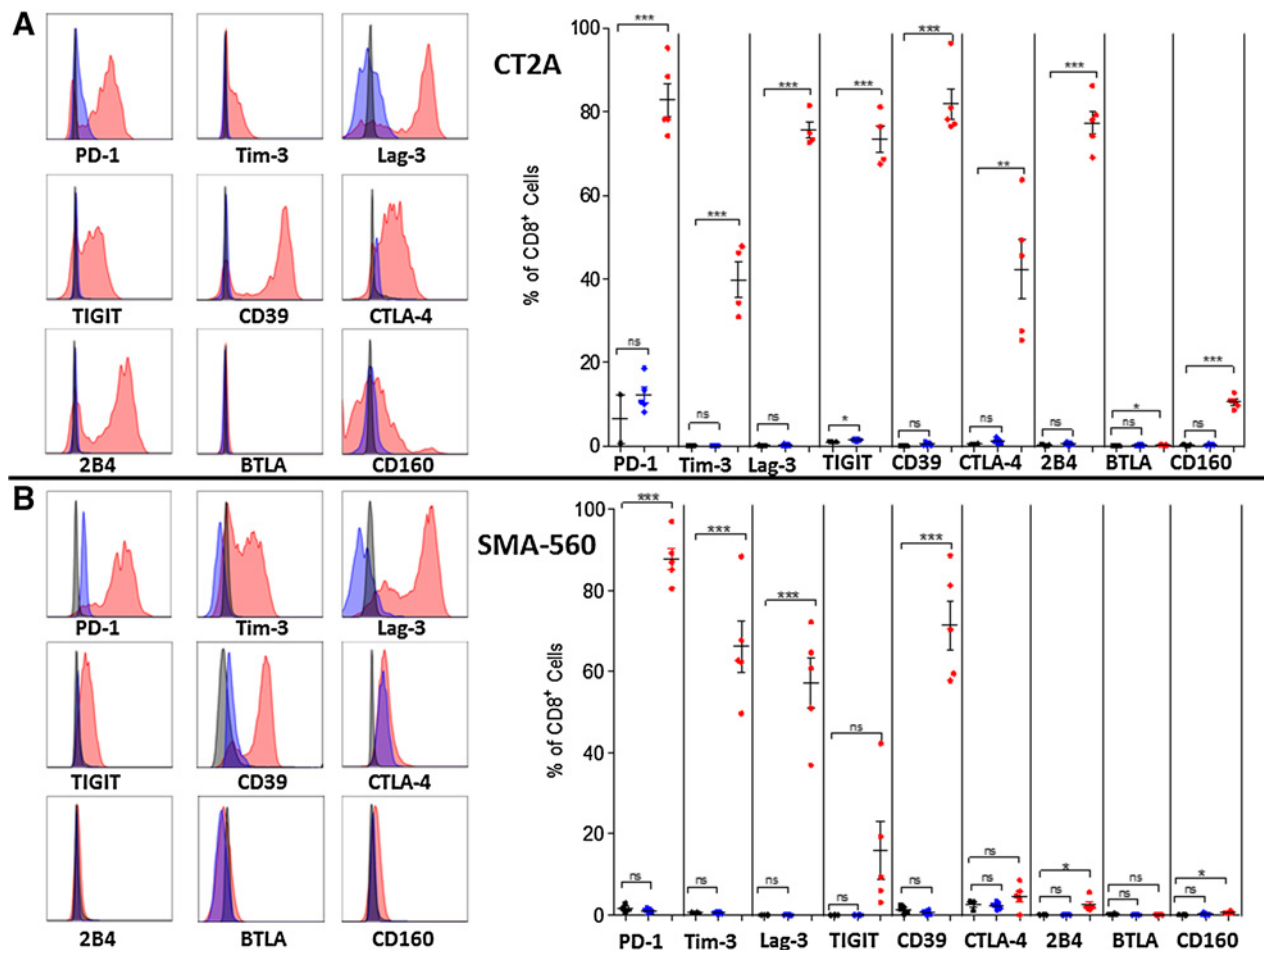 A
PD-1 Tim-3 Lag-3
TIGIT CD39 CTLA-4
2B4 BTLA CD160
CT2A
% of CD8+ Cells
100
80
60
40
20
0
*** *** *** *** *** ** *** * ***
ns ns ns * ns ns ns ns ns
PD-1 Tim-3 Lag-3 TIGIT CD39 CTLA-4 2B4 BTLA CD160
B
PD-1 Tim-3 Lag-3
TIGIT CD39 CTLA-4
2B4 BTLA CD160
SMA-560
% of CD8+ Cells
100
80
60
40
20
0
*** *** *** ns *** ns * ns *
ns ns ns ns ns ns ns ns ns
PD-1 Tim-3 Lag-3 TIGIT CD39 CTLA-4 2B4 BTLA CD160